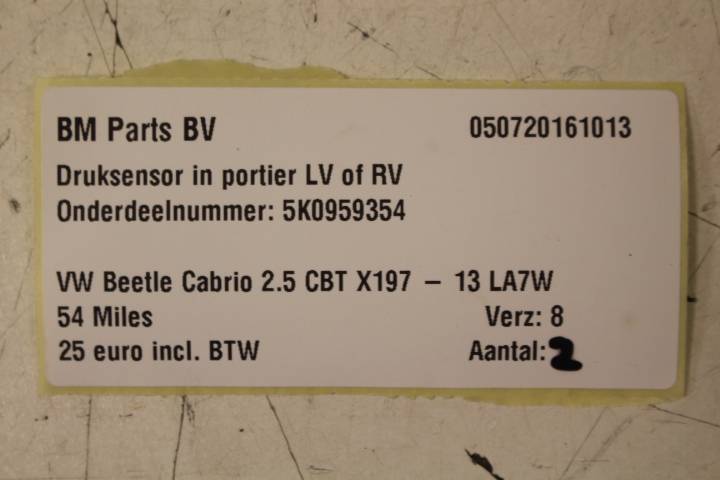 BM Parts BV 050720161013
Druksensor in portier LV of RV
Onderdeelnummer: 5K0959354
VW Beetle Cabrio 2.5 CBT X197 – 13 LA7W
54 Miles Verz: 8
25 euro incl. BTW Aantal: 2